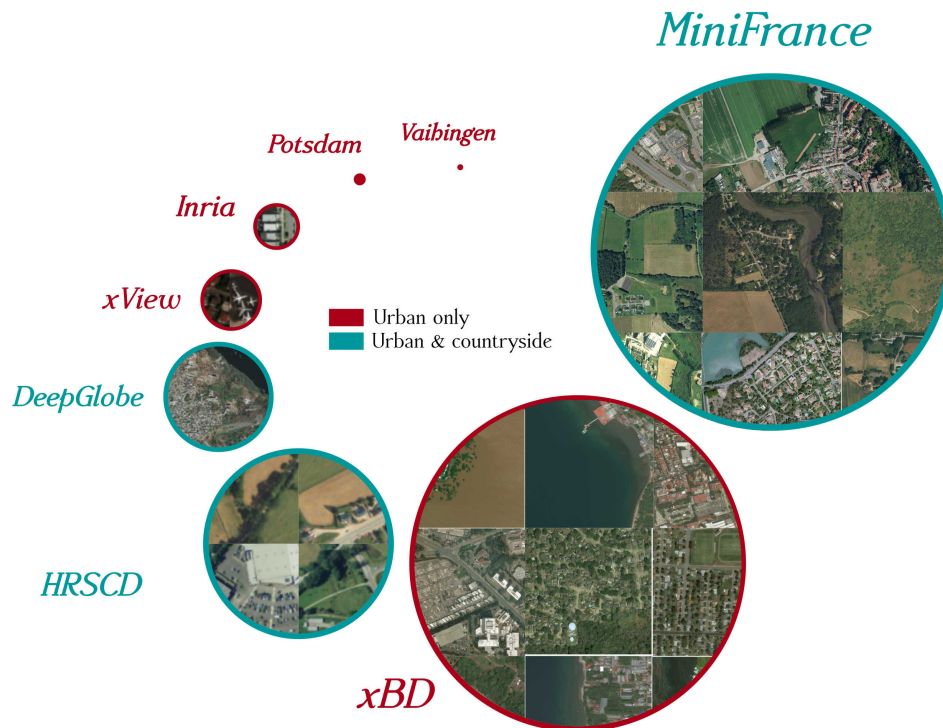 MiniFrance
Vaihingen
Potsdam
Inria
xView
Urban only
Urban & countryside
DeepGlobe
HRSCD
xBD